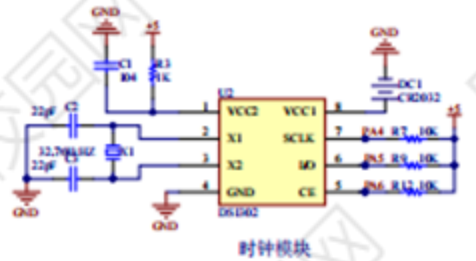 GND
+5
GND
C1
104
R3
1K
U2
DC1
CR2032
22pF C2
1 VCC2 VCC1 8
+5
2 X1 SCLK 7 PA4 R7 10K
32.768KHZ X1
3 X2 I/O 6 PA5 R9 10K
22pF C3
4 GND CE 5 PA6 R12 10K
GND
GND
DS1302
时钟模块